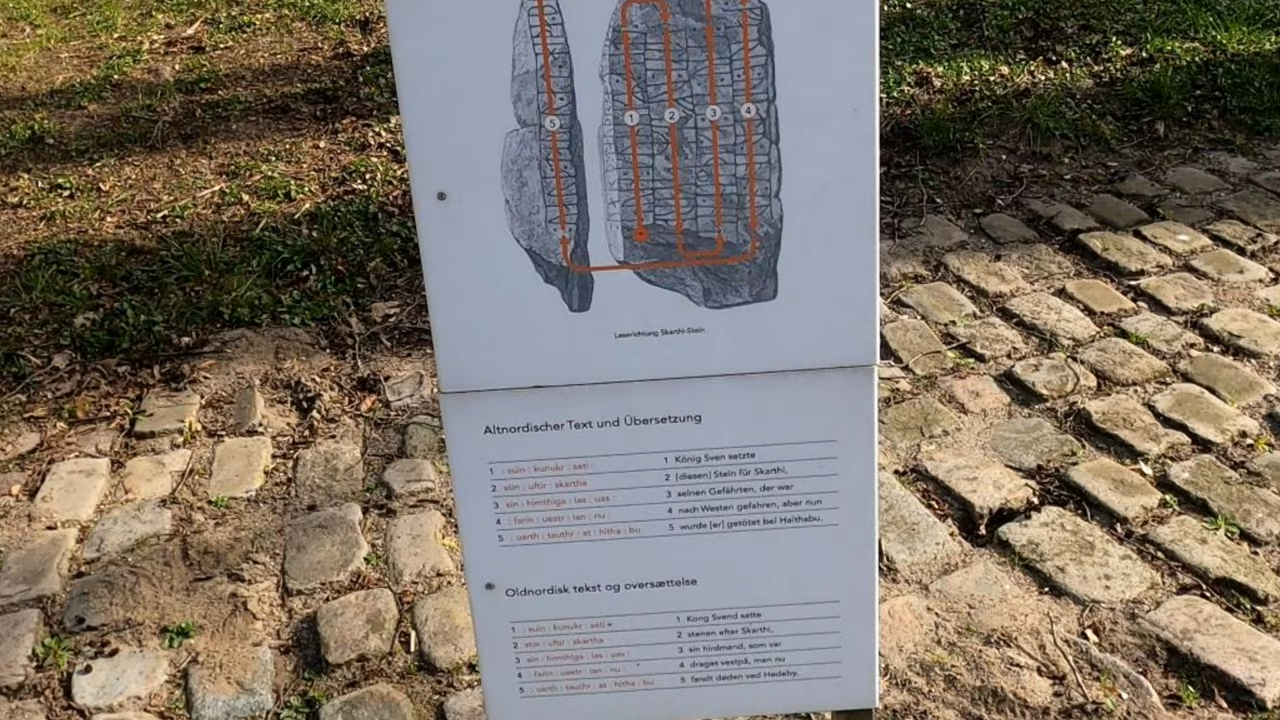 5
1
2
3
4
Leserichtung Skarthi-Stein
Altnordischer Text und Übersetzung
1 : suin : kunukr : sati : 1 König Sven setzte
2 stin : uftir : skartha 2 [diesen] Stein für Skarthi,
3 sin : himthiga : ias : uas : 3 seinen Gefährten, der war
4 : farin : uestr : ian : nu : 4 nach Westen gefahren, aber nun
5 : uarth : tauthr : at : hitha : bu 5 wurde [er] getötet bei Haithabu.
Oldnordisk tekst og oversættelse
1 : suin : kunukr : sati 1 Kong Svend satte
2 stin : uftir : skartha 2 stenen efter Skarthi,
3 sin : himthiga : ias : uas : 3 sin hirdmand, som var
4 : farin : uestr : ian : nu : 4 draget vestpå, men nu
5 : uarth : tauthr : at : hitha : bu 5 fandt døden ved Hedeby.